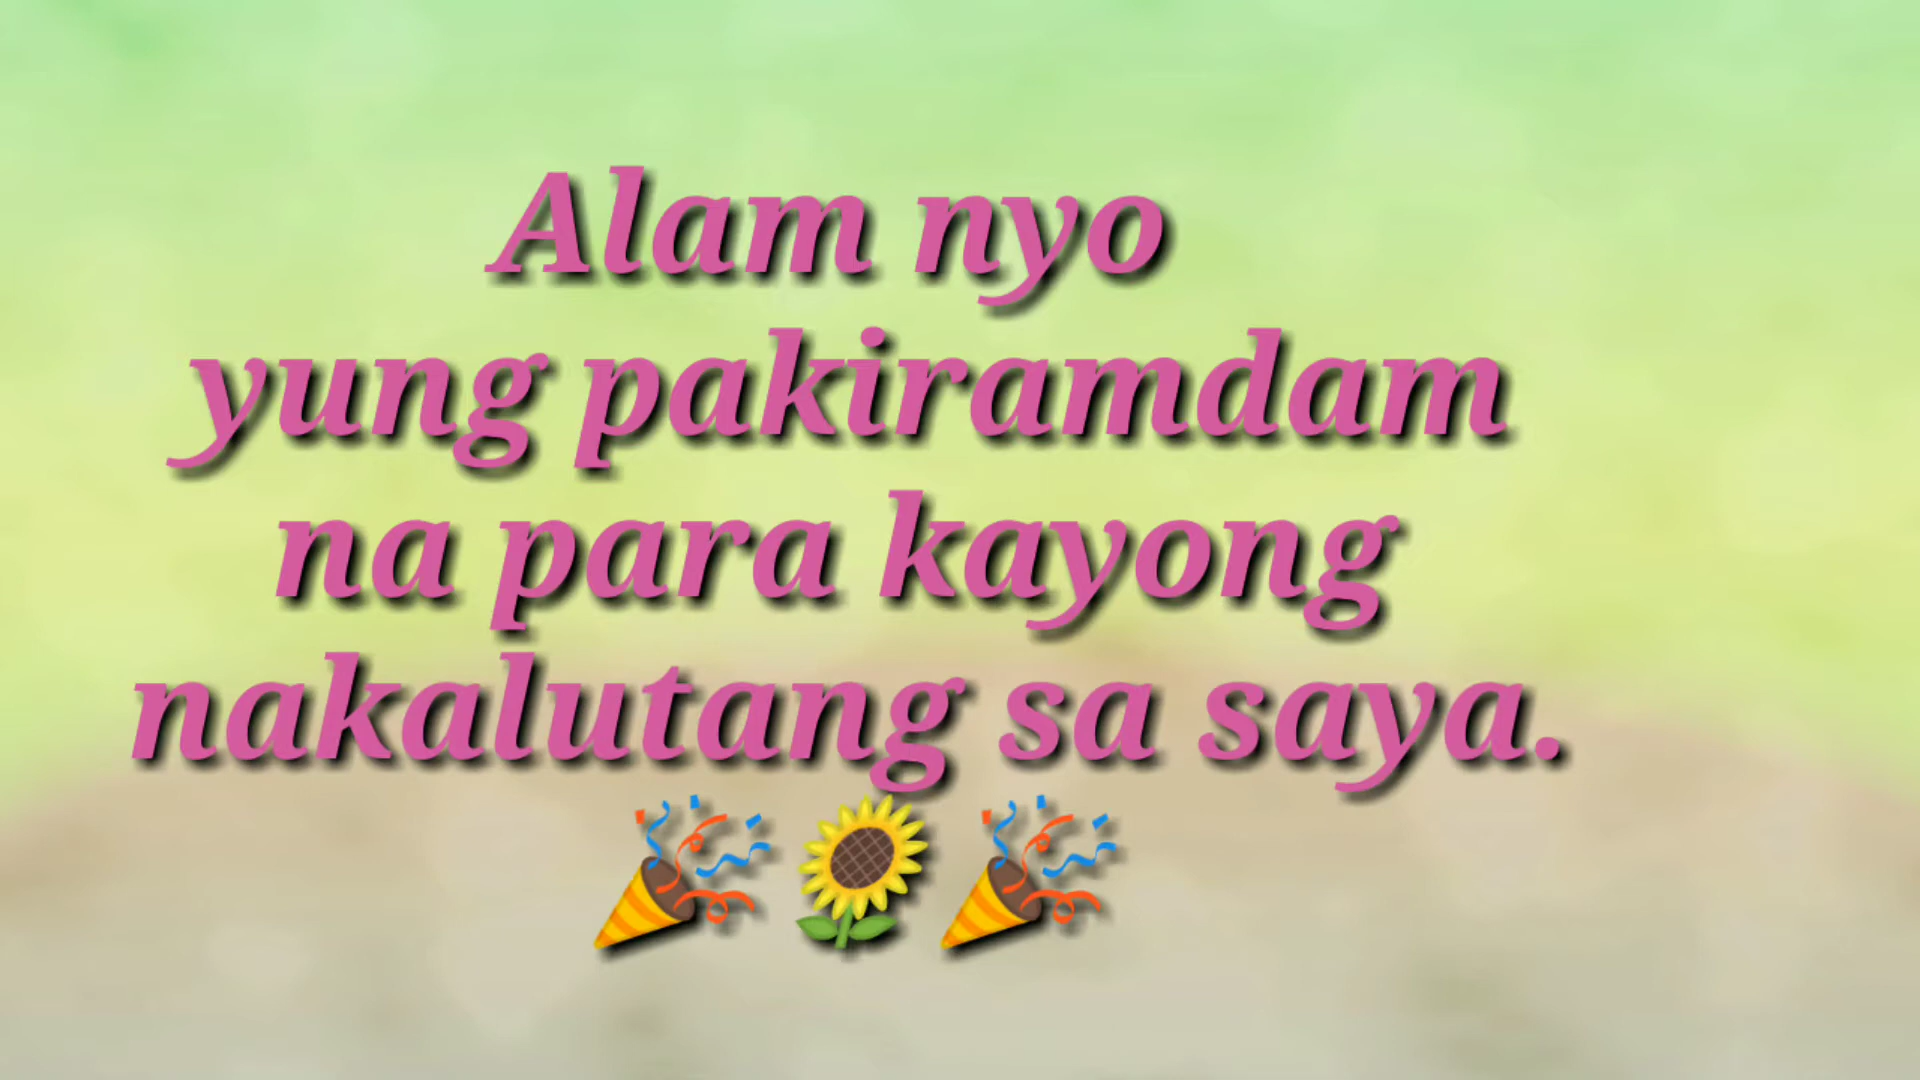 Alam nyo
yung pakiramdam
na para kayong
nakalutang sa saya.
🎉🌻🎉